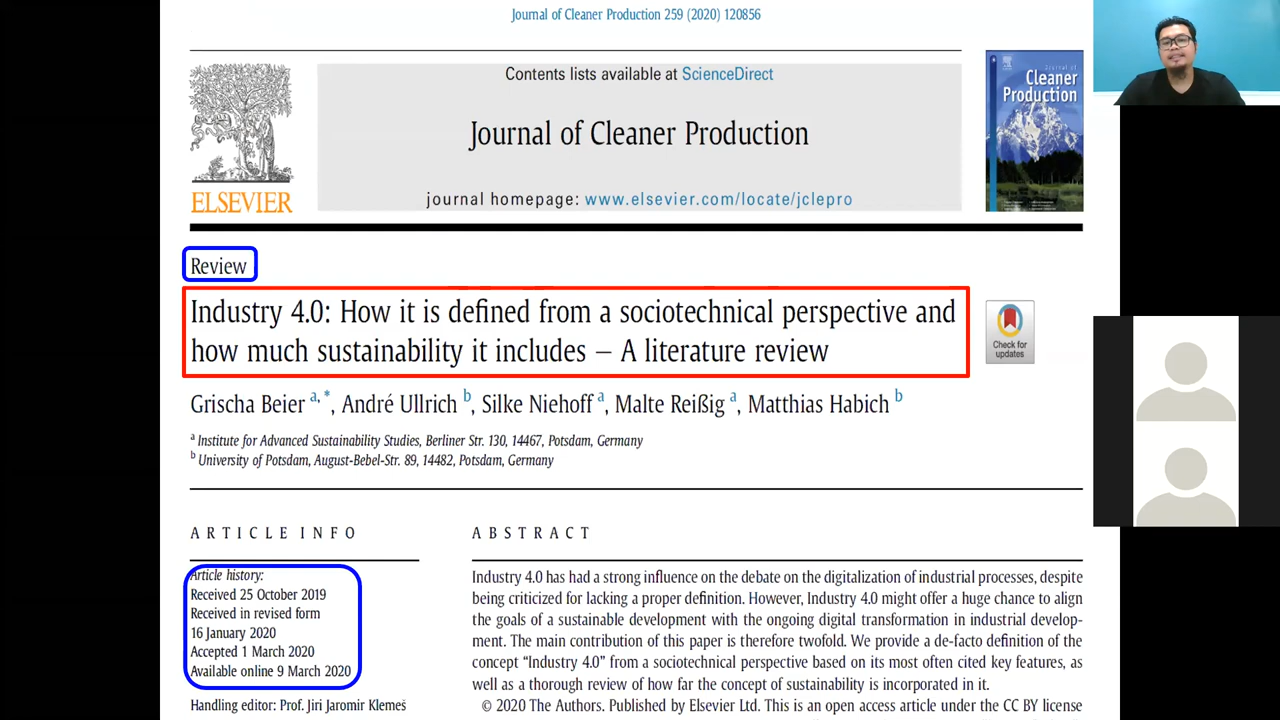 Journal of Cleaner Production 259 (2020) 120856
Contents lists available at ScienceDirect
Journal of Cleaner Production
journal homepage: www.elsevier.com/locate/jclepro
ELSEVIER
Cleaner
Production
Review
Industry 4.0: How it is defined from a sociotechnical perspective and
how much sustainability it includes – A literature review
Check for
updates
Grischa Beier a, *, André Ullrich b, Silke Niehoff a, Malte Reißig a, Matthias Habich b
a Institute for Advanced Sustainability Studies, Berliner Str. 130, 14467, Potsdam, Germany
b University of Potsdam, August-Bebel-Str. 89, 14482, Potsdam, Germany
ARTICLE INFO
Article history:
Received 25 October 2019
Received in revised form
16 January 2020
Accepted 1 March 2020
Available online 9 March 2020
Handling editor: Prof. Jiri Jaromir Klemeš
ABSTRACT
Industry 4.0 has had a strong influence on the debate on the digitalization of industrial processes, despite
being criticized for lacking a proper definition. However, Industry 4.0 might offer a huge chance to align
the goals of a sustainable development with the ongoing digital transformation in industrial develop-
ment. The main contribution of this paper is therefore twofold. We provide a de-facto definition of the
concept “Industry 4.0” from a sociotechnical perspective based on its most often cited key features, as
well as a thorough review of how far the concept of sustainability is incorporated in it.
© 2020 The Authors. Published by Elsevier Ltd. This is an open access article under the CC BY license